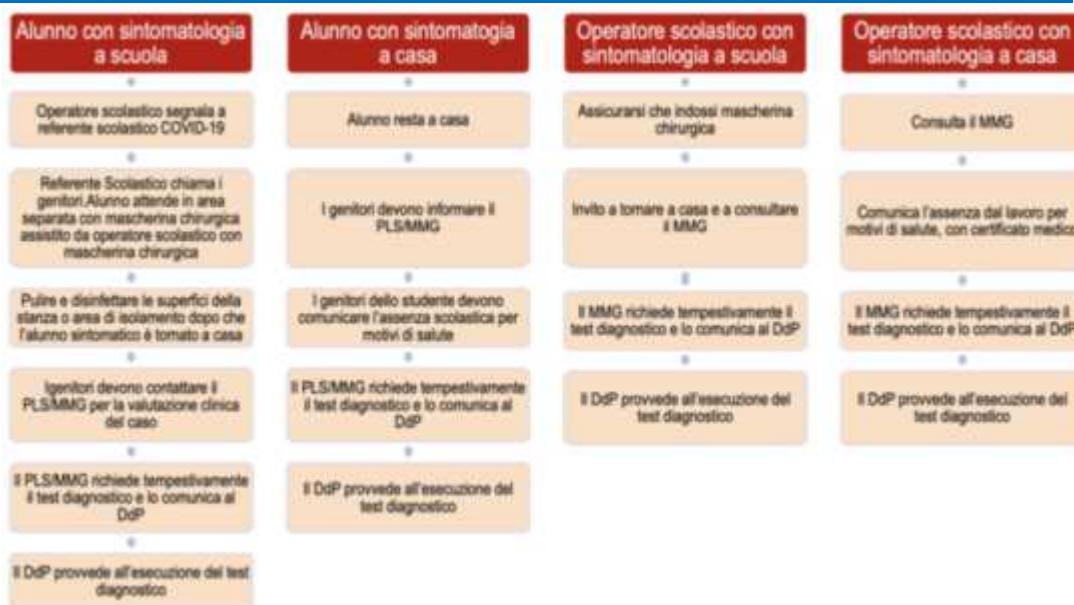 Alunno con sintomatologia
a scuola
Operatore scolastico segnala a
referente scolastico COVID-19
Referente Scolastico chiama i
genitori.Alunno attende in area
separata con mascherina chirurgica
assistito da operatore scolastico con
mascherina chirurgica
Pulire e disinfettare le superfici della
stanza o area di isolamento dopo che
l'alunno sintomatico è tornato a casa
Igenitori devono contattare il
PLS/MMG per la valutazione clinica
del caso
Il PLS/MMG richiede tempestivamente
il test diagnostico e lo comunica al
DdP
Il DdP provvede all'esecuzione del test
diagnostico
Alunno con sintomatogia
a casa
Alunno resta a casa
I genitori devono informare il
PLS/MMG
I genitori dello studente devono
comunicare l'assenza scolastica per
motivi di salute
Il PLS/MMG richiede tempestivamente
il test diagnostico e lo comunica al
DdP
Il DdP provvede all'esecuzione del
test diagnostico
Operatore scolastico con
sintomatologia a scuola
Assicurarsi che indossi mascherina
chirurgica
Invito a tornare a casa e a consultare
il MMG
Il MMG richiede tempestivamente il
test diagnostico e lo comunica al DdP
Il DdP provvede all'esecuzione del
test diagnostico
Operatore scolastico con
sintomatologia a casa
Consulta il MMG
Comunica l'assenza dal lavoro per
motivi di salute, con certificato medico
Il MMG richiede tempestivamente il
test diagnostico e lo comunica al DdP
Il DdP provvede all'esecuzione del
test diagnostico